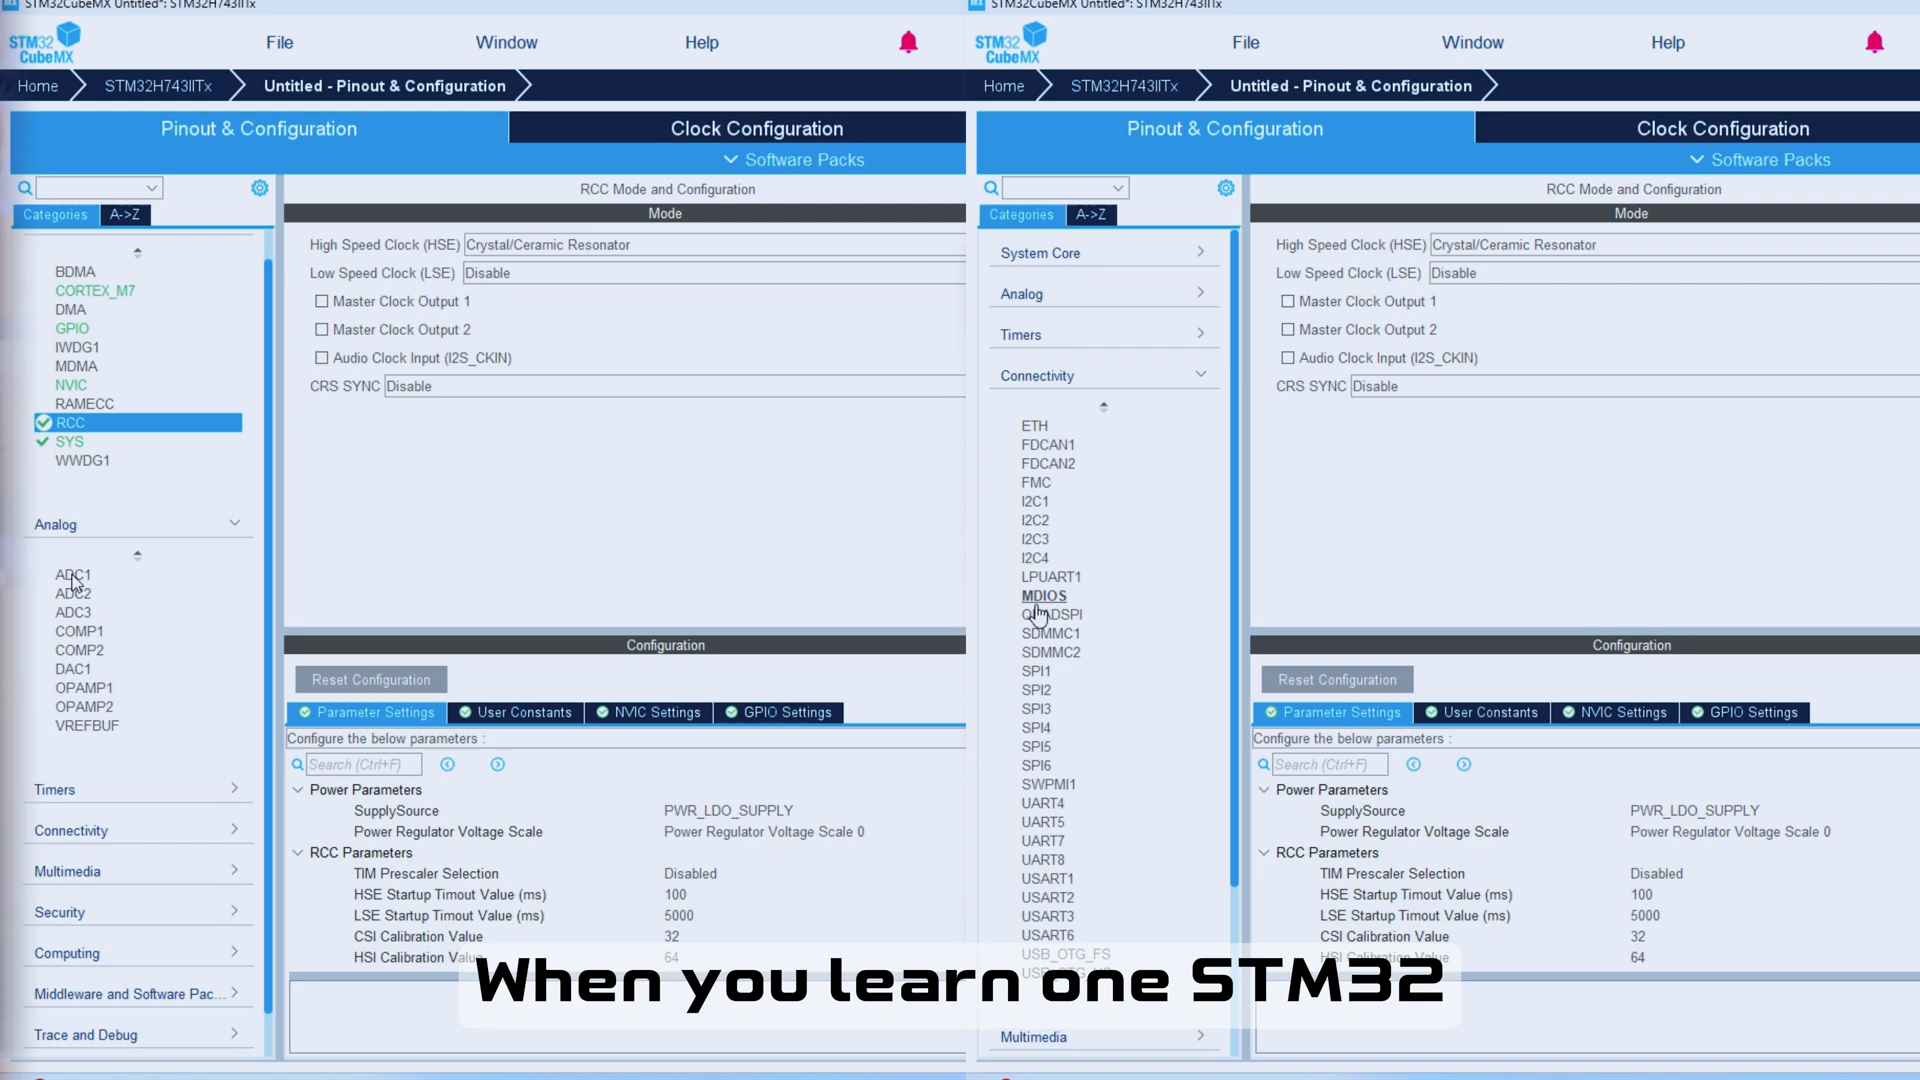 STM32CubeMX Untitled*: STM32H743IITx
STM32
CubeMX
File
Window
Help
Home
STM32H743IITx
Untitled - Pinout & Configuration
Pinout & Configuration
Clock Configuration
Software Packs
Categories
A->Z
BDMA
CORTEX_M7
DMA
GPIO
IWDG1
MDMA
NVIC
RAMECC
RCC
SYS
WWDG1
Analog
ADC1
ADC2
ADC3
COMP1
COMP2
DAC1
OPAMP1
OPAMP2
VREFBUF
Timers
Connectivity
Multimedia
Security
Computing
Middleware and Software Pac...
Trace and Debug
RCC Mode and Configuration
Mode
High Speed Clock (HSE) Crystal/Ceramic Resonator
Low Speed Clock (LSE) Disable
Master Clock Output 1
Master Clock Output 2
Audio Clock Input (I2S_CKIN)
CRS SYNC Disable
Configuration
Reset Configuration
Parameter Settings
User Constants
NVIC Settings
GPIO Settings
Configure the below parameters :
Search (Ctrl+F)
Power Parameters
SupplySource PWR_LDO_SUPPLY
Power Regulator Voltage Scale Power Regulator Voltage Scale 0
RCC Parameters
TIM Prescaler Selection Disabled
HSE Startup Timout Value (ms) 100
LSE Startup Timout Value (ms) 5000
CSI Calibration Value 32
HSI Calibration Value 64
STM32CubeMX Untitled*: STM32H743IITx
STM32
CubeMX
File
Window
Help
Home
STM32H743IITx
Untitled - Pinout & Configuration
Pinout & Configuration
Clock Configuration
Software Packs
Categories
A->Z
System Core
Analog
Timers
Connectivity
ETH
FDCAN1
FDCAN2
FMC
I2C1
I2C2
I2C3
I2C4
LPUART1
MDIOS
QUADSPI
SDMMC1
SDMMC2
SPI1
SPI2
SPI3
SPI4
SPI5
SPI6
SWPMI1
UART4
UART5
UART7
UART8
USART1
USART2
USART3
USART6
USB_OTG_FS
Multimedia
RCC Mode and Configuration
Mode
High Speed Clock (HSE) Crystal/Ceramic Resonator
Low Speed Clock (LSE) Disable
Master Clock Output 1
Master Clock Output 2
Audio Clock Input (I2S_CKIN)
CRS SYNC Disable
Configuration
Reset Configuration
Parameter Settings
User Constants
NVIC Settings
GPIO Settings
Configure the below parameters :
Search (Ctrl+F)
Power Parameters
SupplySource PWR_LDO_SUPPLY
Power Regulator Voltage Scale Power Regulator Voltage Scale 0
RCC Parameters
TIM Prescaler Selection Disabled
HSE Startup Timout Value (ms) 100
LSE Startup Timout Value (ms) 5000
CSI Calibration Value 32
HSI Calibration Value 64
When you learn one STM32